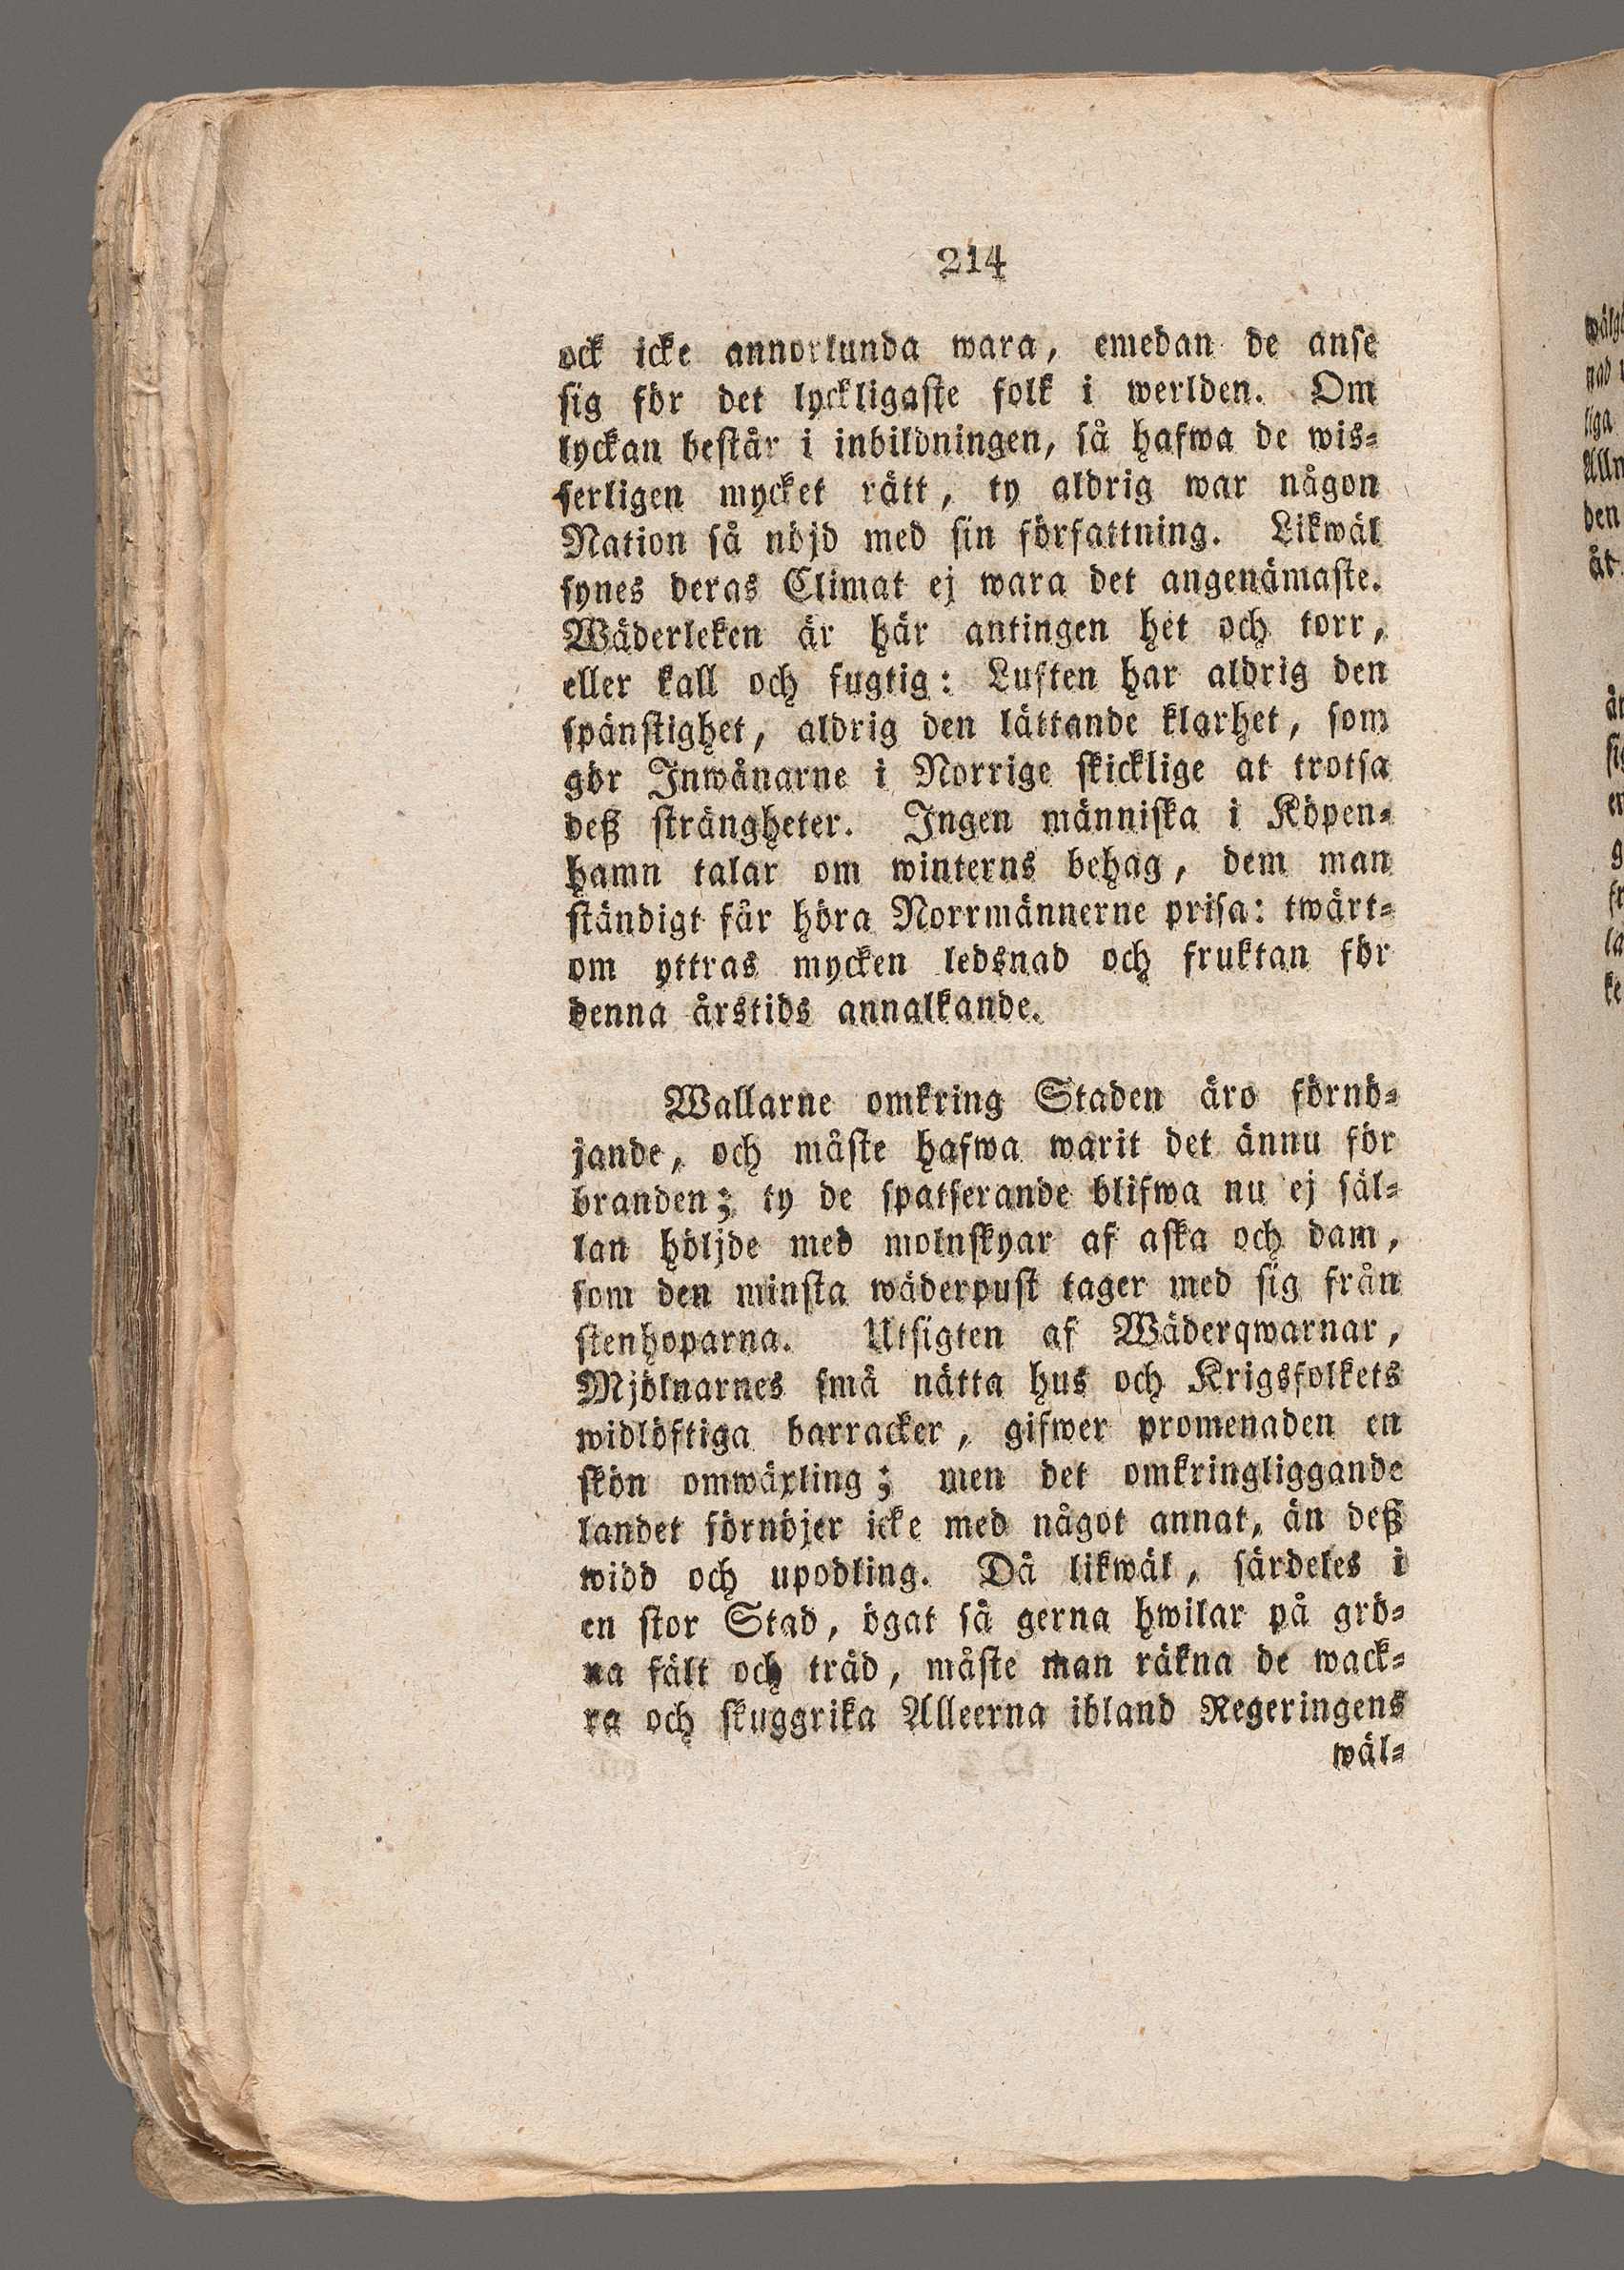 214
ock icke annorlunda wara, emedan de anse
sig för det lyckligaste folk i werlden. Om
lyckan består i inbildningen, så hafwa de wis-
serligen mycket rätt, ty aldrig war någon
Nation så nöjd med sin författning. Likwäl
synes deras Climat ej wara det angenämaste.
Wäderleken är här antingen het och torr,
eller kall och fugtig: Luften har aldrig den
spänstighet, aldrig den lättande klarhet, som
gör Inwånarne i Norrige skicklige at trotsa
deß strängheter. Ingen människa i Köpen-
hamn talar om winterns behag, dem man
ständigt får höra Norrmännerne prisa: twärt-
om yttras mycken ledsnad och fruktan för
denna årstids annalkande.
Wallarne omkring Staden äro förnö-
jande, och måste hafwa warit det ännu för
branden; ty de spatserande blifwa nu ej säl-
lan höljde med molnskyar af aska och dam,
som den minsta wäderpust tager med sig från
stenhoparna. Utsigten af Wäderqwarnar,
Mjölnarnes små nätta hus och Krigsfolkets
widlöftiga barracker, gifwer promenaden en
skön omwäxling; men det omkringliggande
landet förnöjer icke med något annat, än deß
widd och upodling. Då likwäl, särdeles i
en stor Stad, ögat så gerna hwilar på grö-
na fält och träd, måste man räkna de wack-
ra och skuggrika Alleerna ibland Regeringens
wäl-
nad
liga
Alln
den
åt